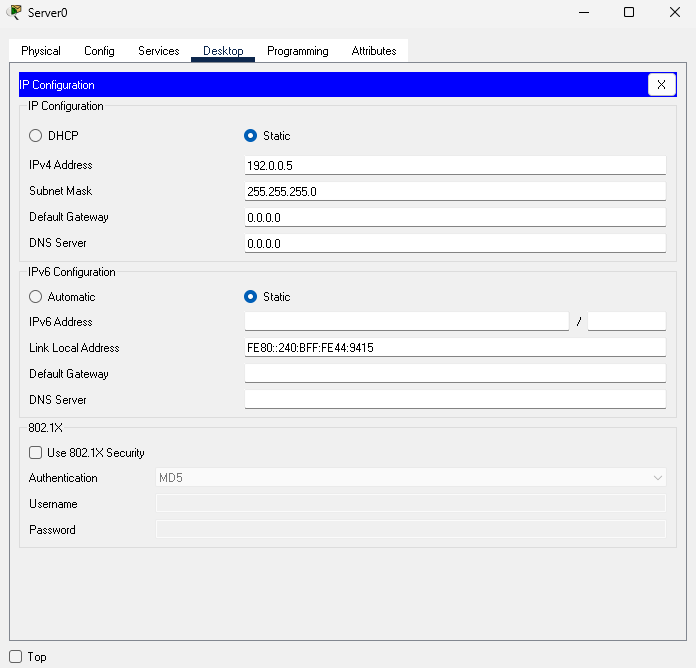 Server0
Physical Config Services Desktop Programming Attributes
IP Configuration
X
IP Configuration
DHCP Static
IPv4 Address 192.0.0.5
Subnet Mask 255.255.255.0
Default Gateway 0.0.0.0
DNS Server 0.0.0.0
IPv6 Configuration
Automatic Static
IPv6 Address /
Link Local Address FE80::240:BFF:FE44:9415
Default Gateway
DNS Server
802.1X
Use 802.1X Security
Authentication MD5
Username
Password
Top